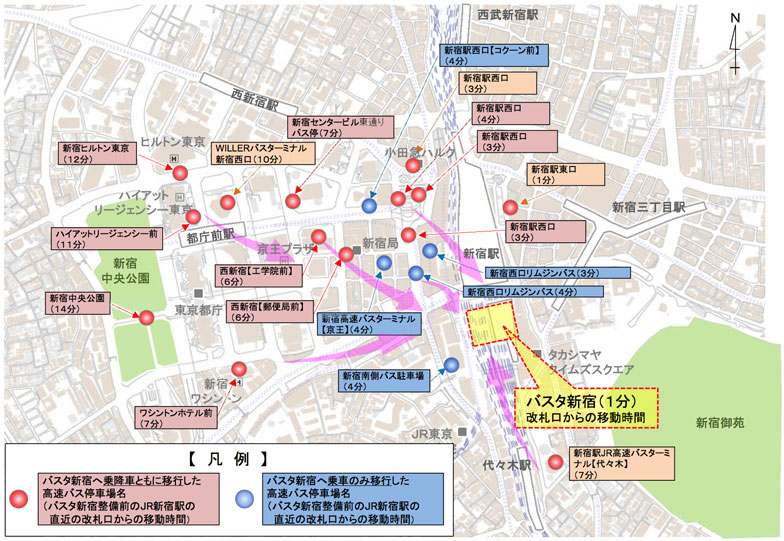 西武新宿駅
N
新宿駅西口【コクーン前】
(4分)
新宿駅西口
(3分)
西新宿駅
新宿駅西口
(4分)
新宿センタービル東通り
バス停(7分)
新宿駅西口
(3分)
ヒルトン東京
WILLERバスターミナル
新宿西口(10分)
新宿ヒルトン東京
(12分)
小田急ハルク
新宿駅東口
(1分)
ハイアット
リージェンシー東京
新宿三丁目駅
ハイアットリージェンシー前
(11分)
都庁前駅
新宿駅西口
(3分)
京王プラザ
新宿局
新宿駅
新宿
中央公園
西新宿【工学院前】
(6分)
新宿西口リムジンバス(3分)
新宿西口リムジンバス(4分)
新宿中央公園
(14分)
東京都庁
西新宿【郵便局前】
(6分)
新宿高速バスターミナル
【京王】(4分)
タカシマヤ
タイムズスクエア
新宿
ワシントン
新宿南側バス駐車場
(4分)
バスタ新宿(1分)
改札口からの移動時間
新宿御苑
ワシントンホテル前
(7分)
JR東京
代々木駅
新宿駅JR高速バスターミ
ナル【代々木】
(7分)
【 凡 例 】
バスタ新宿へ乗降車ともに移行した
高速バス停車場名
(バスタ新宿整備前のJR新宿駅の
直近の改札口からの移動時間)
バスタ新宿へ乗車のみ移行した
高速バス停車場名
(バスタ新宿整備前のJR新宿駅の
直近の改札口からの移動時間)